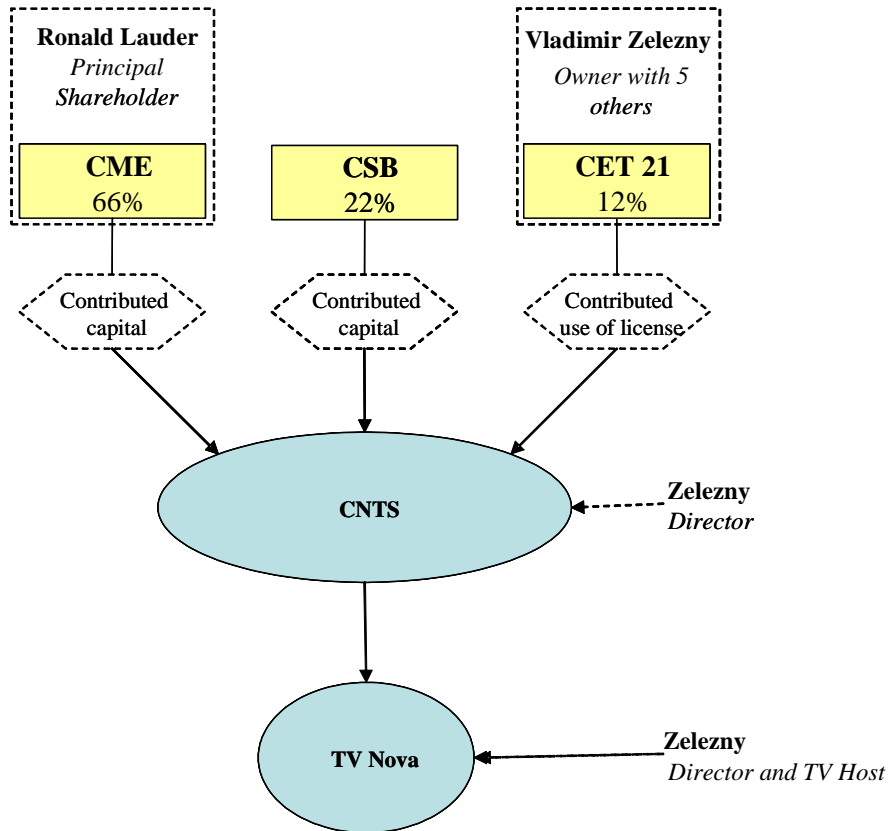 Ronald Lauder
Principal
Shareholder
CME
66%
CSB
22%
Vladimir Zelezny
Owner with 5
others
CET 21
12%
Contributed
capital
Contributed
capital
Contributed
use of license
CNTS
Zelezny
Director
TV Nova
Zelezny
Director and TV Host